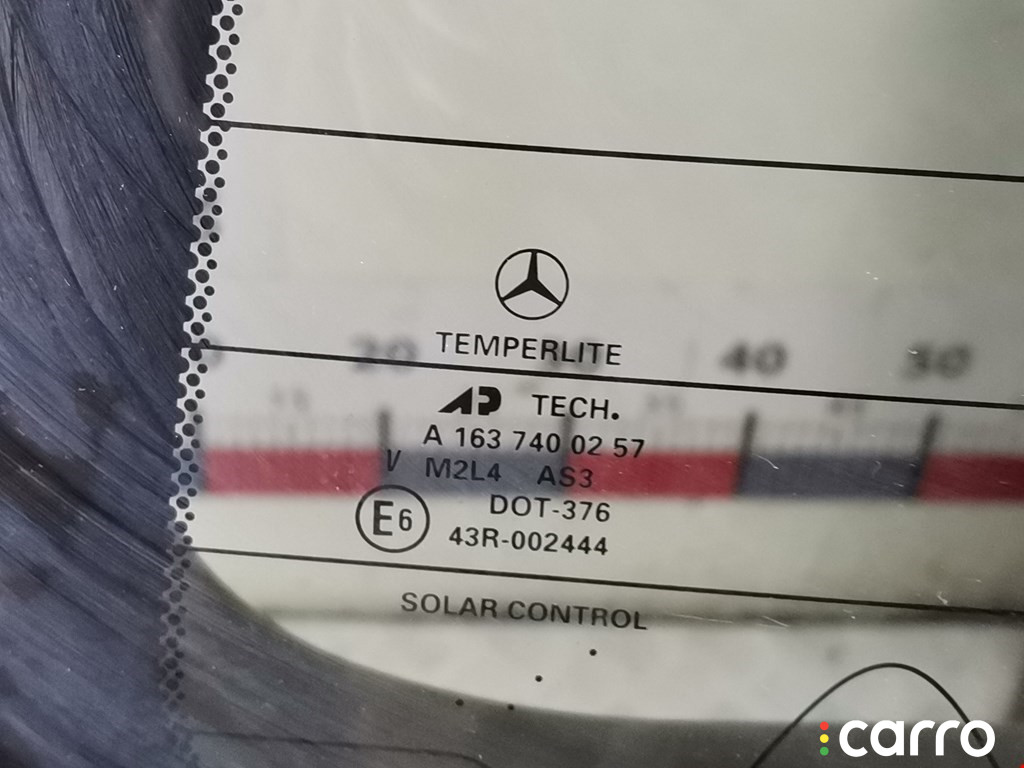 TEMPERLITE
20 30 40 50
AP TECH.
A 163 740 02 57
V M2L4 AS3
DOT-376
E6 43R-002444
SOLAR CONTROL
carro